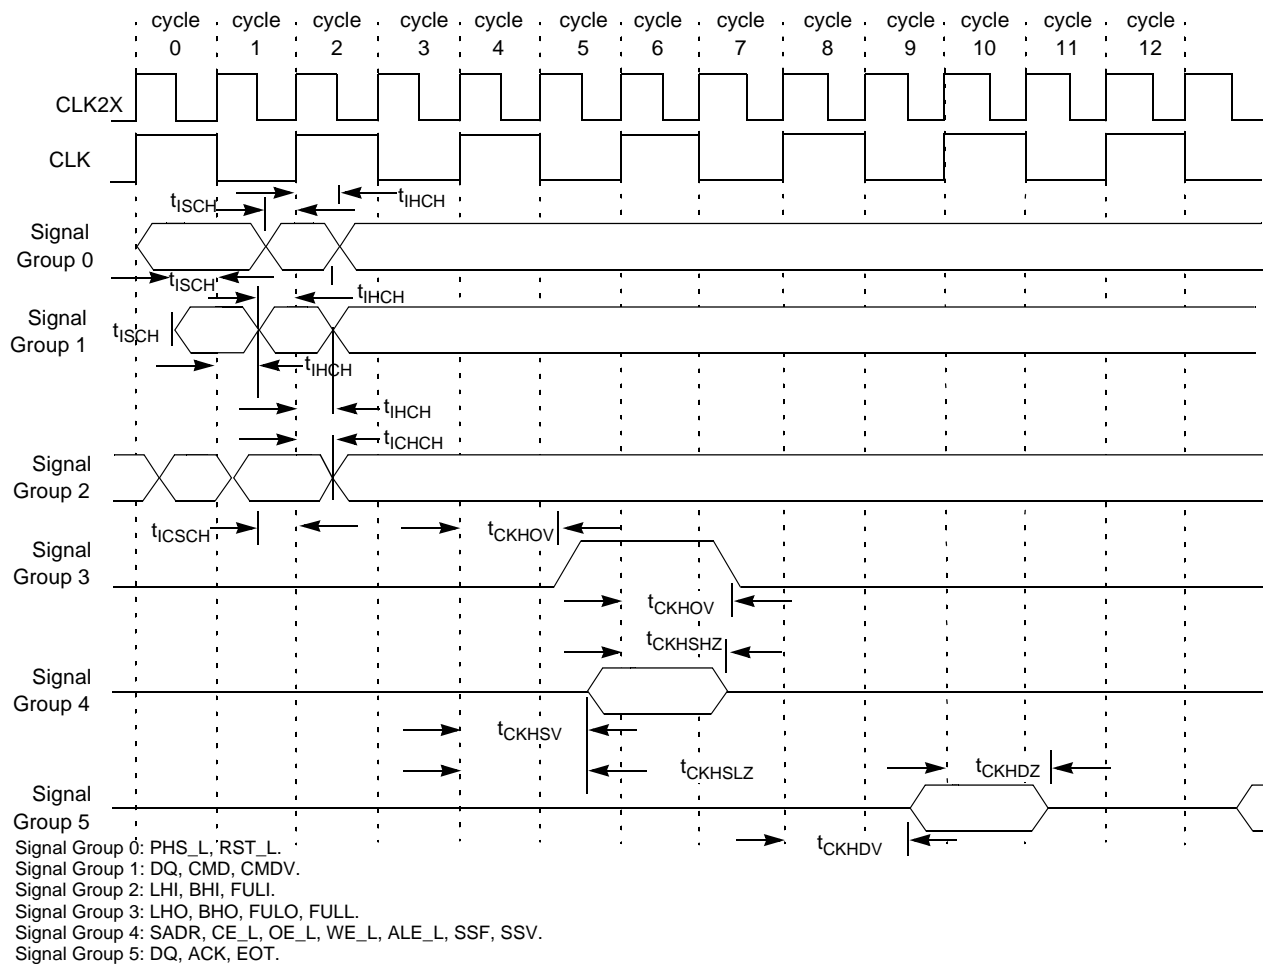 cycle cycle cycle cycle cycle cycle cycle cycle cycle cycle cycle cycle cycle
0 1 2 3 4 5 6 7 8 9 10 11 12
CLK2X
CLK
tISCH
tIHCH
Signal
Group 0
tISCH
tIHCH
Signal
Group 1
tISCH
tIHCH
tIHCH
tICHCH
Signal
Group 2
tICSCH
tCKHOV
Signal
Group 3
tCKHOV
tCKHSHZ
Signal
Group 4
tCKHSV
tCKHSLZ
tCKHDZ
Signal
Group 5
tCKHDV
Signal Group 0: PHS_L, RST_L.
Signal Group 1: DQ, CMD, CMDV.
Signal Group 2: LHI, BHI, FULI.
Signal Group 3: LHO, BHO, FULO, FULL.
Signal Group 4: SADR, CE_L, OE_L, WE_L, ALE_L, SSF, SSV.
Signal Group 5: DQ, ACK, EOT.